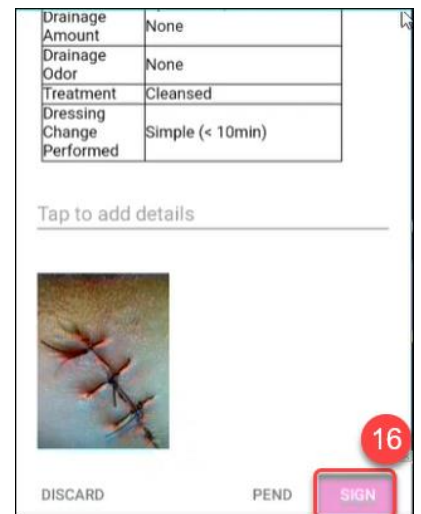 Drainage
Amount
None
Drainage
Odor
None
Treatment Cleansed
Dressing
Change
Performed
Simple (< 10min)
Tap to add details
16
DISCARD PEND SIGN